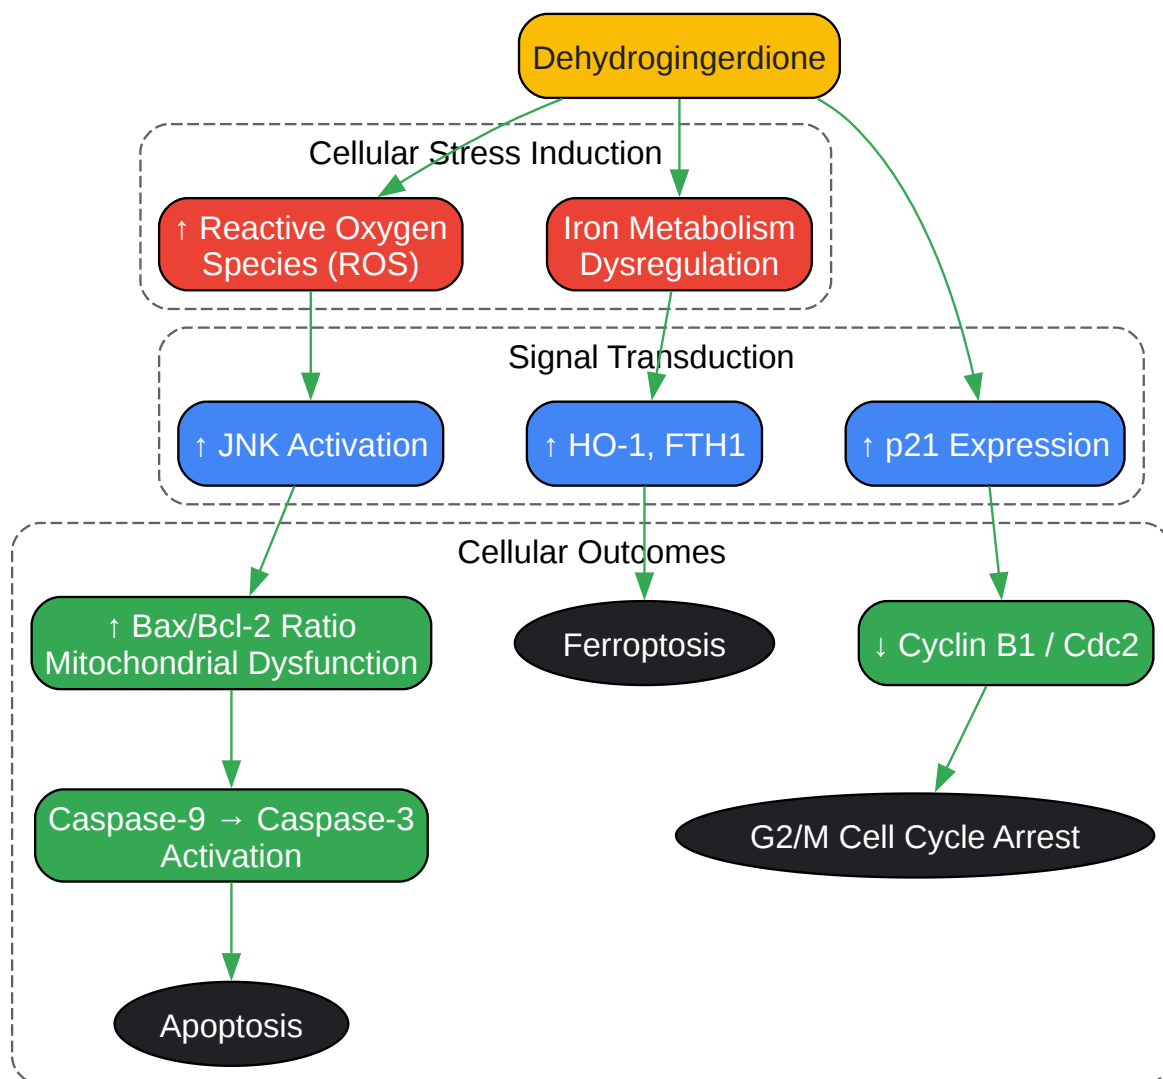 Dehydrogingerdione
Cellular Stress Induction
↑ Reactive Oxygen
Species (ROS)
Iron Metabolism
Dysregulation
Signal Transduction
↑ JNK Activation
↑ HO-1, FTH1
↑ p21 Expression
Cellular Outcomes
↑ Bax/Bcl-2 Ratio
Mitochondrial Dysfunction
Ferroptosis
↓ Cyclin B1 / Cdc2
Caspase-9 → Caspase-3
Activation
G2/M Cell Cycle Arrest
Apoptosis